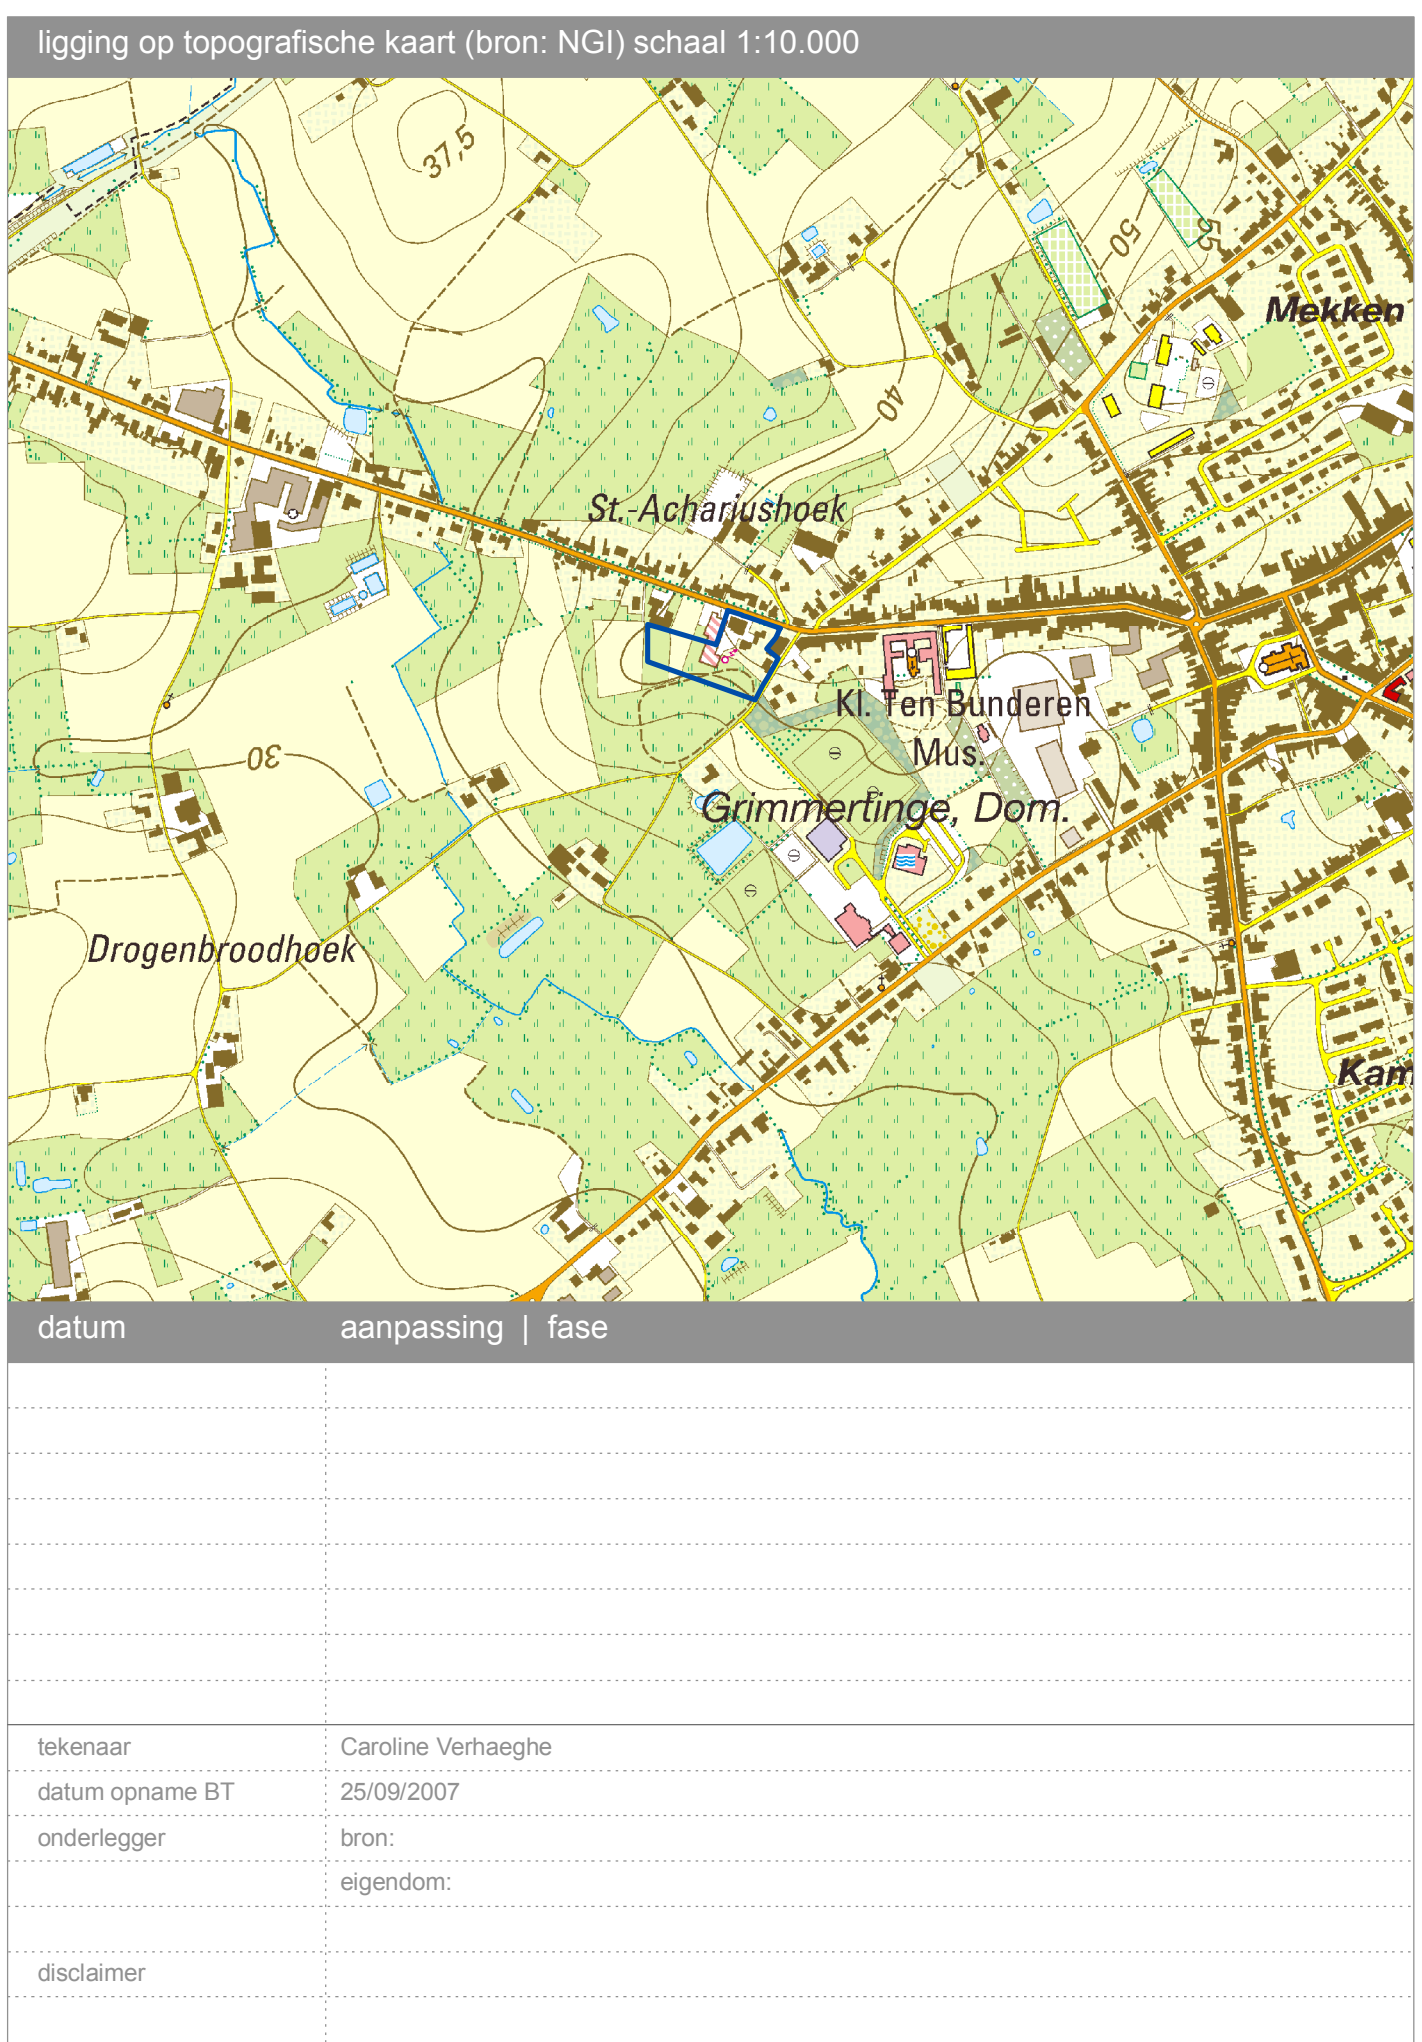 ligging op topografische kaart (bron: NGI) schaal 1:10.000
37,5
50
55
Mekken
40
St.-Achariushoek
Kl. Ten Bunderen
Mus.
30
Grimmertinge, Dom.
Drogenbroodhoek
Kam
datum aanpassing | fase
tekenaar Caroline Verhaeghe
datum opname BT 25/09/2007
onderlegger bron:
eigendom:
disclaimer